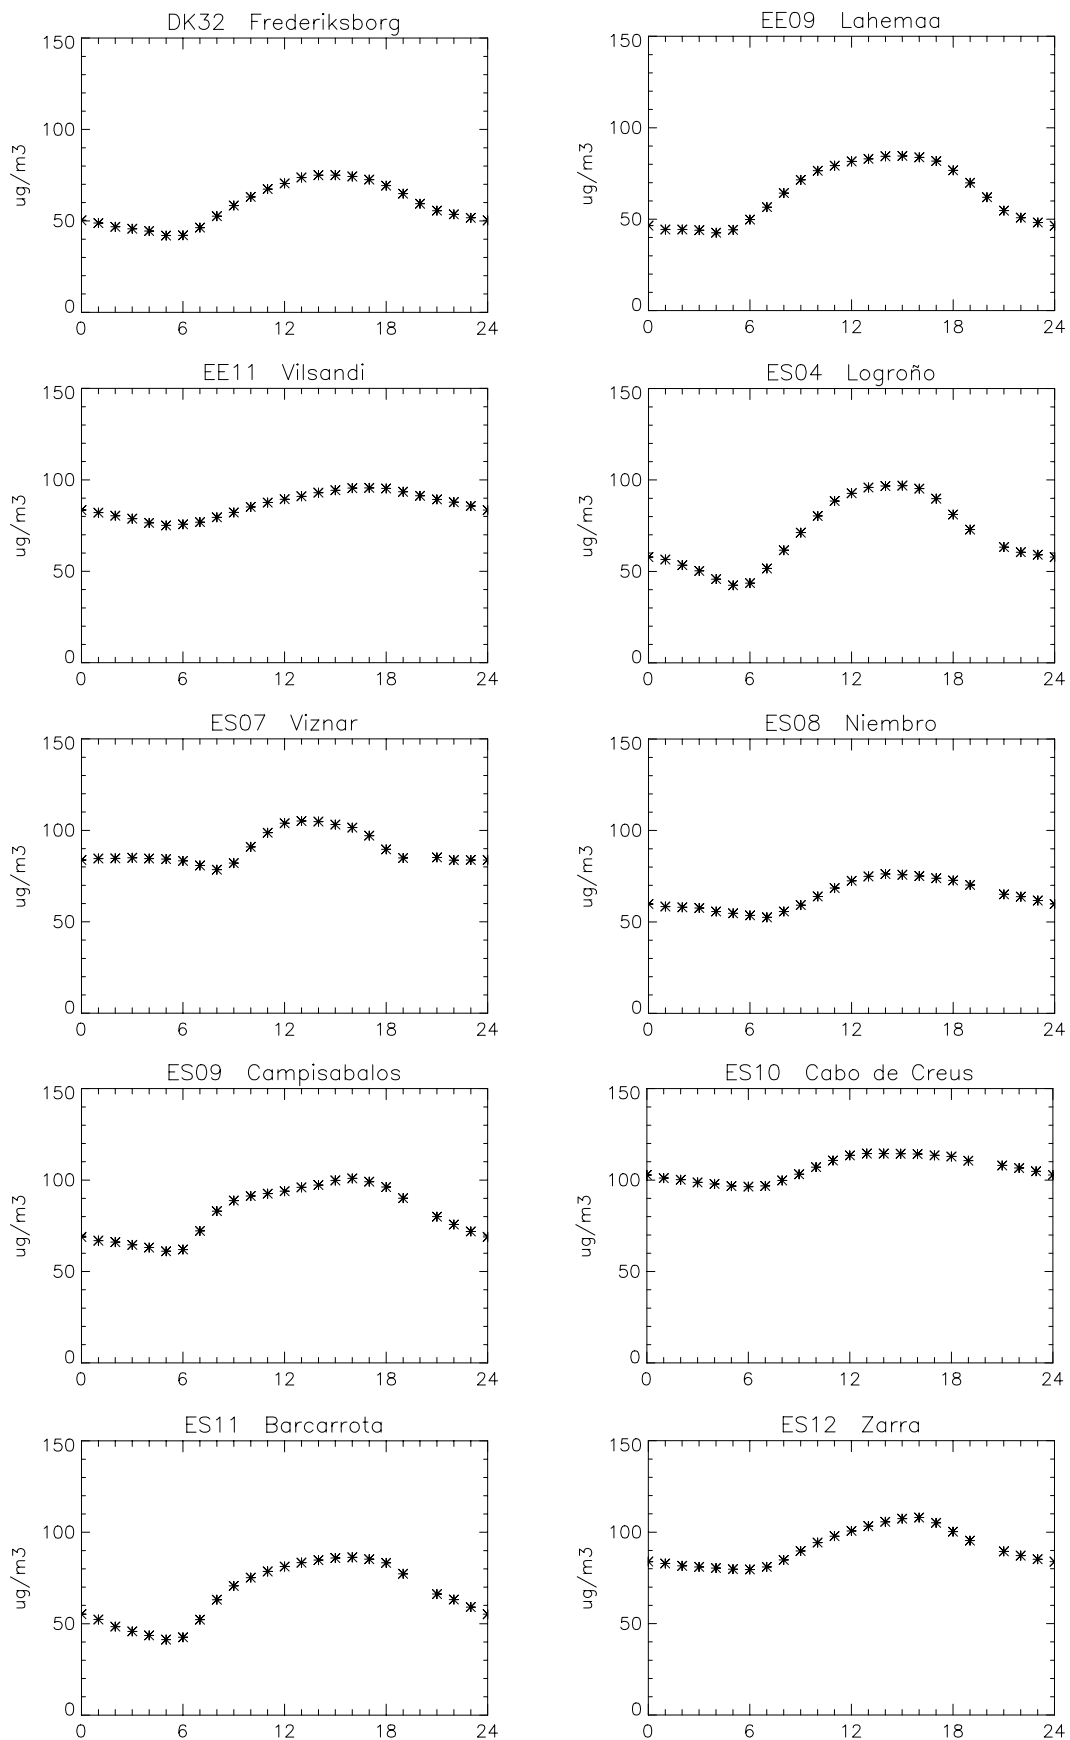 DK32 Frederiksborg
150
100
50
0
ug/m3
0 6 12 18 24
EE09 Lahemaa
150
100
50
0
ug/m3
0 6 12 18 24
EE11 Vilsandi
150
100
50
0
ug/m3
0 6 12 18 24
ES04 Logroño
150
100
50
0
ug/m3
0 6 12 18 24
ES07 Viznar
150
100
50
0
ug/m3
0 6 12 18 24
ES08 Niembro
150
100
50
0
ug/m3
0 6 12 18 24
ES09 Campisabalos
150
100
50
0
ug/m3
0 6 12 18 24
ES10 Cabo de Creus
150
100
50
0
ug/m3
0 6 12 18 24
ES11 Barcarrota
150
100
50
0
ug/m3
0 6 12 18 24
ES12 Zarra
150
100
50
0
ug/m3
0 6 12 18 24